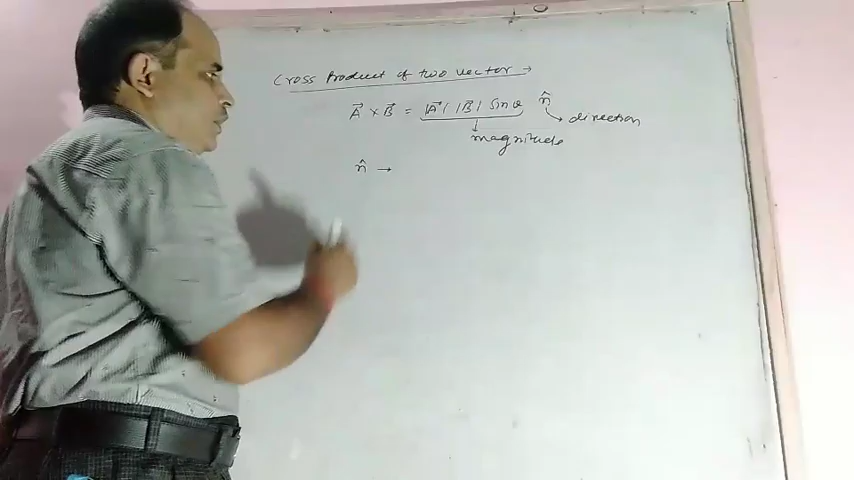 Cross Product of two vector →
A⃗ × B⃗ = |A⃗| |B⃗| Sin θ n̂
direction
magnitude
n̂ →